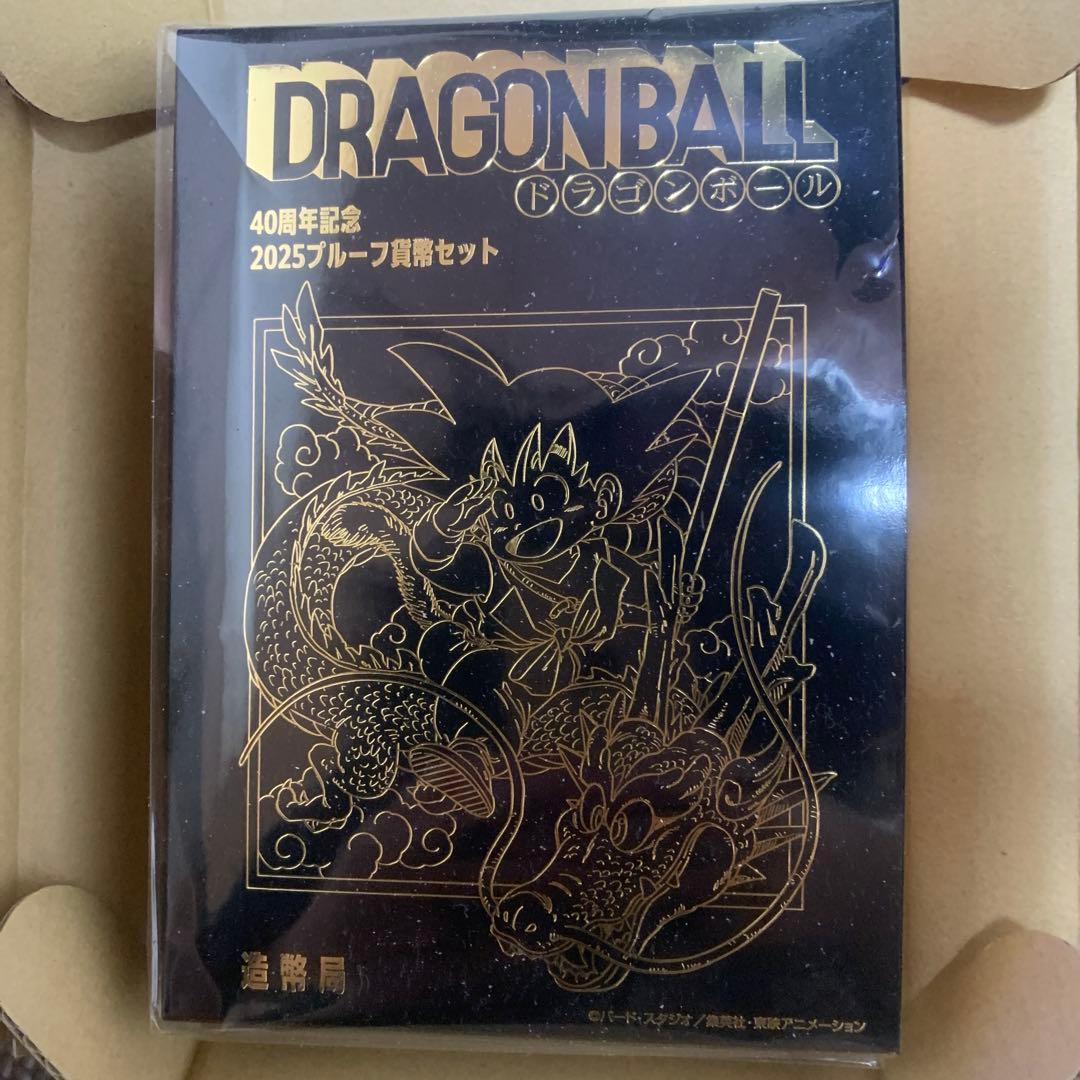 DRAGON BALL
ドラゴンボール
40周年記念
2025プルーフ貨幣セット
造幣局
©バード・スタジオ/集英社・東映アニメーション